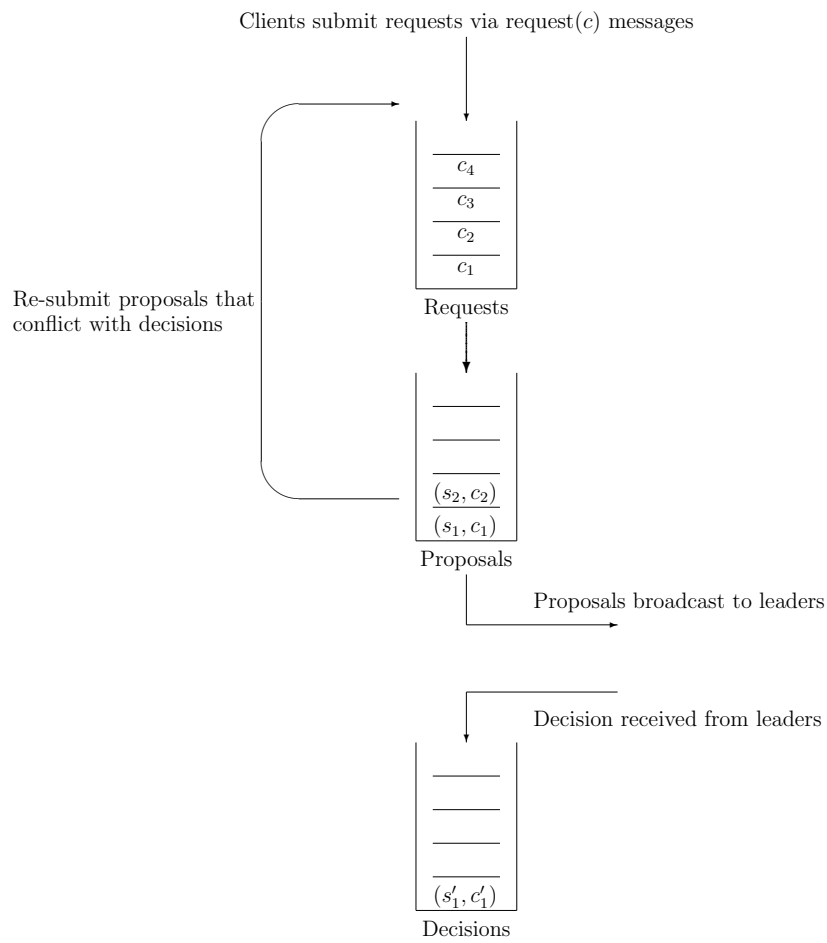 Clients submit requests via request(c) messages
c₄
c₃
c₂
c₁
Requests
Re-submit proposals that
conflict with decisions
(s₂, c₂)
(s₁, c₁)
Proposals
Proposals broadcast to leaders
Decision received from leaders
(s′₁, c′₁)
Decisions